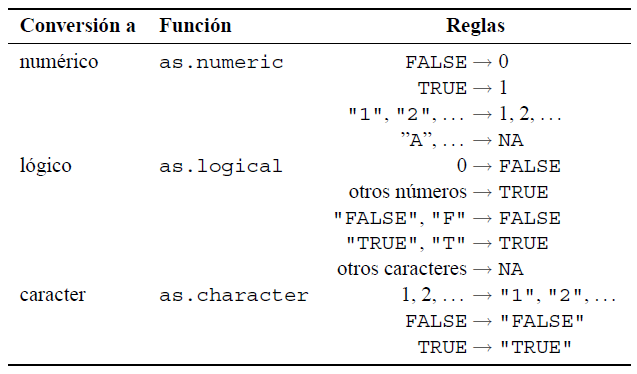 Conversión a Función Reglas
numérico as.numeric FALSE → 0
TRUE → 1
"1", "2", ... → 1, 2, ...
”A”, ... → NA
lógico as.logical 0 → FALSE
otros números → TRUE
"FALSE", "F" → FALSE
"TRUE", "T" → TRUE
otros caracteres → NA
caracter as.character 1, 2, ... → "1", "2", ...
FALSE → "FALSE"
TRUE → "TRUE"